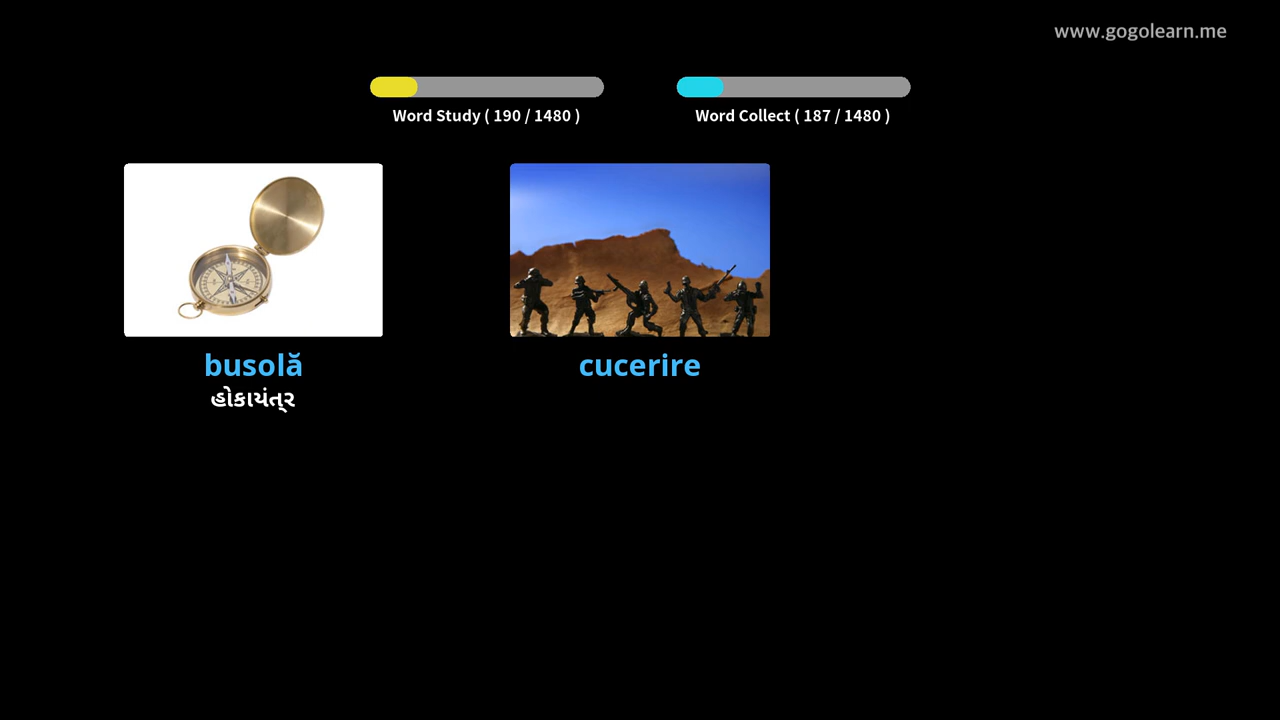 www.gogolearn.me
Word Study ( 190 / 1480 )
Word Collect ( 187 / 1480 )
busolă
હોકાયંત્ર
cucerire